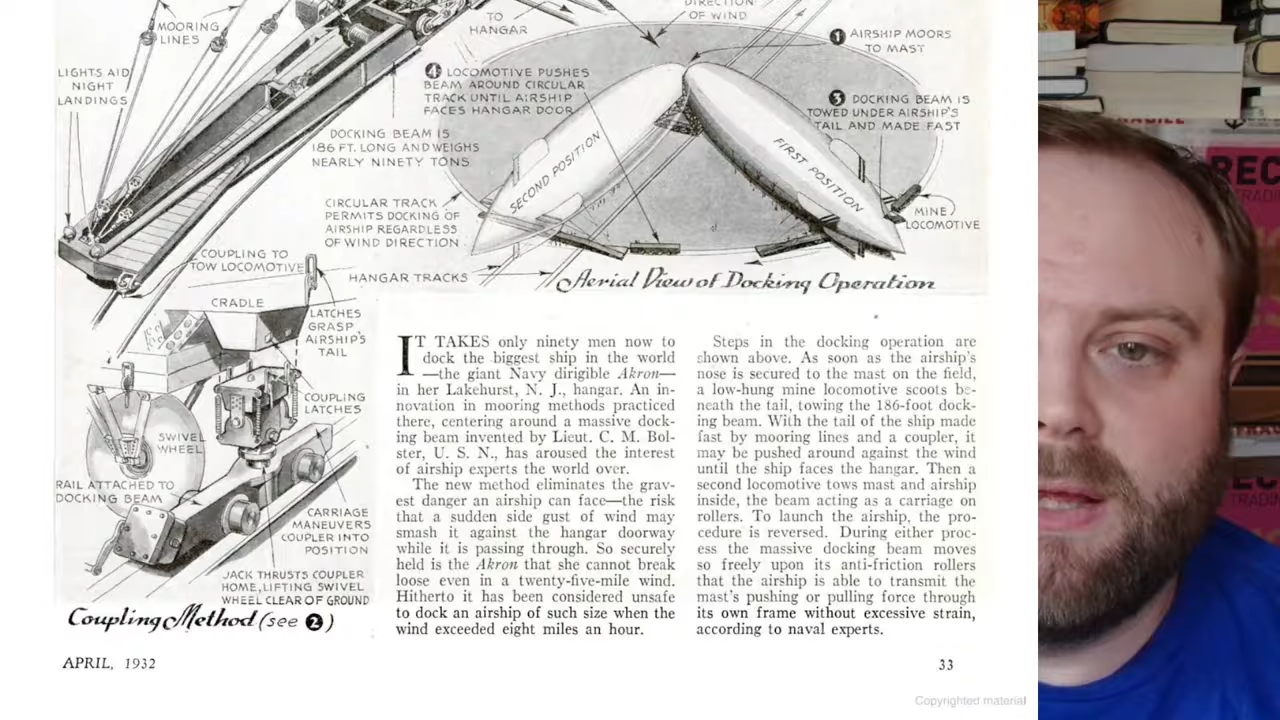 MOORING
LINES
TO
HANGAR
DIRECTION
OF WIND
❶ AIRSHIP MOORS
TO MAST
LIGHTS AID
NIGHT
LANDINGS
❹ LOCOMOTIVE PUSHES
BEAM AROUND CIRCULAR
TRACK UNTIL AIRSHIP
FACES HANGAR DOOR
❸ DOCKING BEAM IS
TOWED UNDER AIRSHIP'S
TAIL AND MADE FAST
DOCKING BEAM IS
186 FT. LONG AND WEIGHS
NEARLY NINETY TONS
SECOND POSITION
FIRST POSITION
CIRCULAR TRACK
PERMITS DOCKING OF
AIRSHIP REGARDLESS
OF WIND DIRECTION
MINE
LOCOMOTIVE
HANGAR TRACKS
Aerial View of Docking Operation
COUPLING TO
TOW LOCOMOTIVE
CRADLE
LATCHES
GRASP
AIRSHIP'S
TAIL
COUPLING
LATCHES
SWIVEL
WHEEL
RAIL ATTACHED TO
DOCKING BEAM
CARRIAGE
MANEUVERS
COUPLER INTO
POSITION
JACK THRUSTS COUPLER
HOME, LIFTING SWIVEL
WHEEL CLEAR OF GROUND
Coupling Method (see ❷)
IT TAKES only ninety men now to
dock the biggest ship in the world
—the giant Navy dirigible Akron—
in her Lakehurst, N. J., hangar. An in-
novation in mooring methods practiced
there, centering around a massive dock-
ing beam invented by Lieut. C. M. Bol-
ster, U. S. N., has aroused the interest
of airship experts the world over.
The new method eliminates the grav-
est danger an airship can face—the risk
that a sudden side gust of wind may
smash it against the hangar doorway
while it is passing through. So securely
held is the Akron that she cannot break
loose even in a twenty-five-mile wind.
Hitherto it has been considered unsafe
to dock an airship of such size when the
wind exceeded eight miles an hour.
Steps in the docking operation are
shown above. As soon as the airship's
nose is secured to the mast on the field,
a low-hung mine locomotive scoots be-
neath the tail, towing the 186-foot dock-
ing beam. With the tail of the ship made
fast by mooring lines and a coupler, it
may be pushed around against the wind
until the ship faces the hangar. Then a
second locomotive tows mast and airship
inside, the beam acting as a carriage on
rollers. To launch the airship, the pro-
cedure is reversed. During either proc-
ess the massive docking beam moves
so freely upon its anti-friction rollers
that the airship is able to transmit the
mast's pushing or pulling force through
its own frame without excessive strain,
according to naval experts.
APRIL, 1932
33
Copyrighted material
REC
TRADI
REC
TRADIN